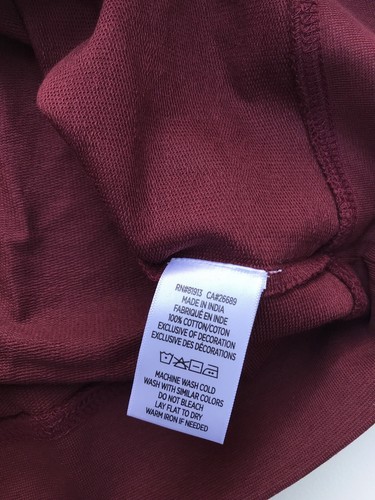 RN#81913 CA#26689
MADE IN INDIA
FABRIQUÉ EN INDE
100% COTTON/COTON
EXCLUSIVE OF DECORATION
EXCLUSIVE DES DÉCORATIONS
MACHINE WASH COLD
WASH WITH SIMILAR COLORS
DO NOT BLEACH
LAY FLAT TO DRY
WARM IRON IF NEEDED